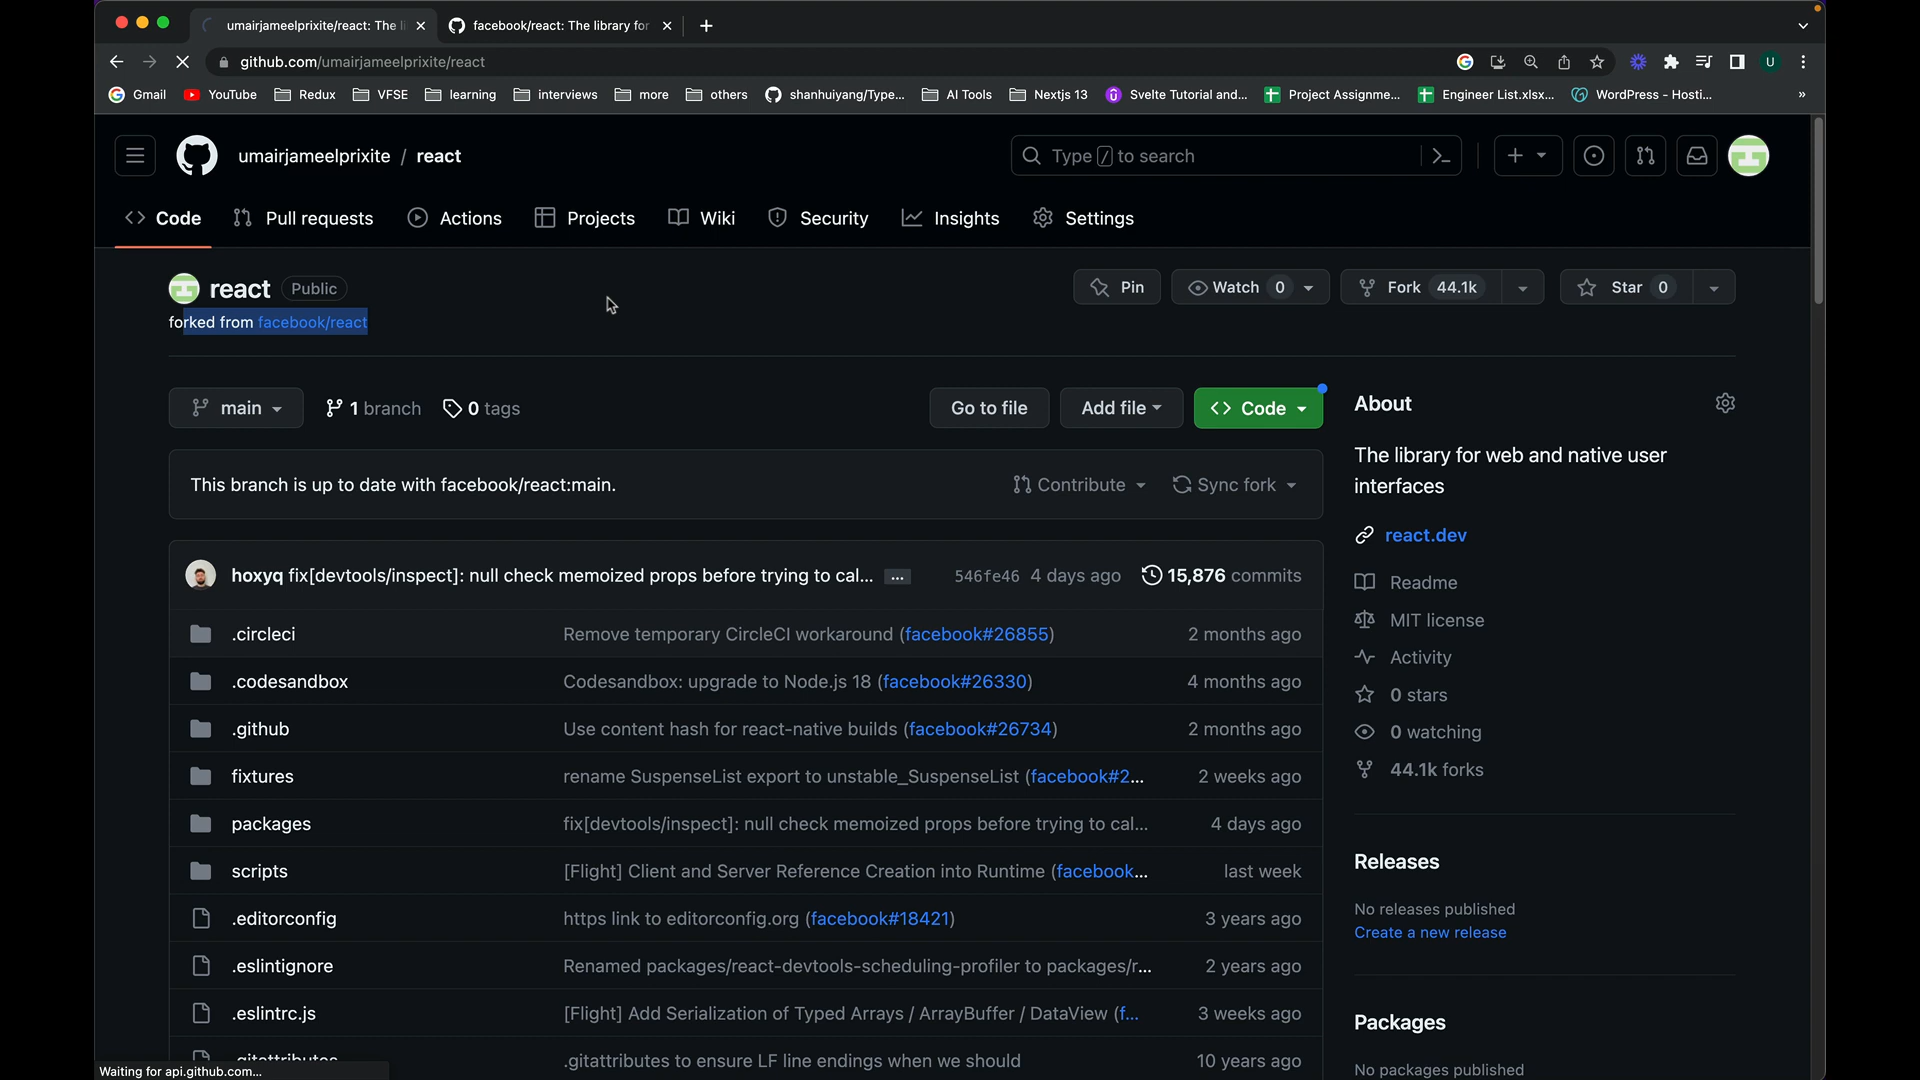 umairjameelprixite/react: The li
facebook/react: The library for
github.com/umairjameelprixite/react
U
Gmail
YouTube
Redux
VFSE
learning
interviews
more
others
shanhuiyang/Type...
AI Tools
Nextjs 13
Svelte Tutorial and...
Project Assignme...
Engineer List.xlsx...
WordPress - Hosti...
»
umairjameelprixite / react
Type / to search
Code
Pull requests
Actions
Projects
Wiki
Security
Insights
Settings
react Public
forked from facebook/react
Pin
Watch 0
Fork 44.1k
Star 0
main
1 branch
0 tags
Go to file
Add file
Code
This branch is up to date with facebook/react:main.
Contribute
Sync fork
hoxyq fix[devtools/inspect]: null check memoized props before trying to cal... ... 546fe46 4 days ago 15,876 commits
.circleci Remove temporary CircleCI workaround (facebook#26855) 2 months ago
.codesandbox Codesandbox: upgrade to Node.js 18 (facebook#26330) 4 months ago
.github Use content hash for react-native builds (facebook#26734) 2 months ago
fixtures rename SuspenseList export to unstable_SuspenseList (facebook#2... 2 weeks ago
packages fix[devtools/inspect]: null check memoized props before trying to cal... 4 days ago
scripts [Flight] Client and Server Reference Creation into Runtime (facebook... last week
.editorconfig https link to editorconfig.org (facebook#18421) 3 years ago
.eslintignore Renamed packages/react-devtools-scheduling-profiler to packages/r... 2 years ago
.eslintrc.js [Flight] Add Serialization of Typed Arrays / ArrayBuffer / DataView (f... 3 weeks ago
.gitattributes .gitattributes to ensure LF line endings when we should 10 years ago
About
The library for web and native user
interfaces
react.dev
Readme
MIT license
Activity
0 stars
0 watching
44.1k forks
Releases
No releases published
Create a new release
Packages
No packages published
Waiting for api.github.com...